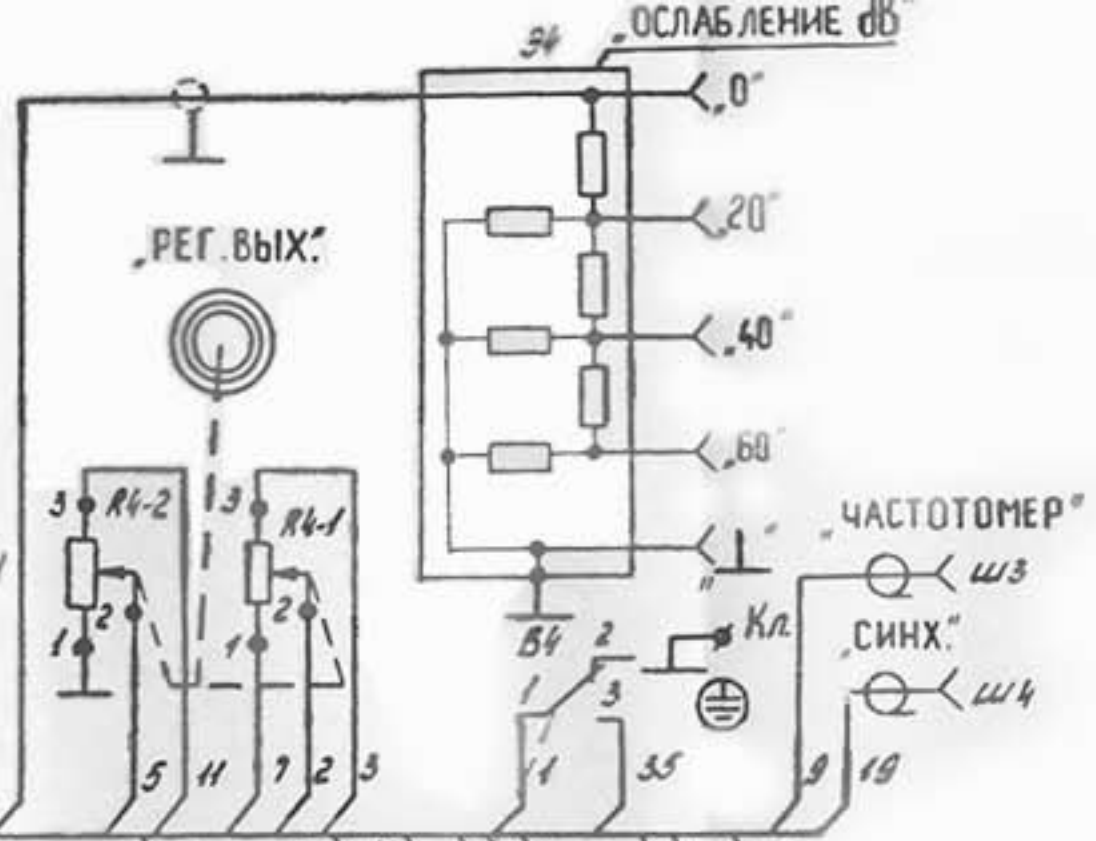 „ОСЛАБЛЕНИЕ dB"
Э4
„0"
„20"
„РЕГ. ВЫХ."
„40"
„60"
3 R4-2 3 R4-1
„ЧАСТОТОМЕР"
„ "
Ш3
2 2
1 1
В4 2 Кл.
„СИНХ."
1 3
Ш4
5 11 7 2 3 11 35 9 19